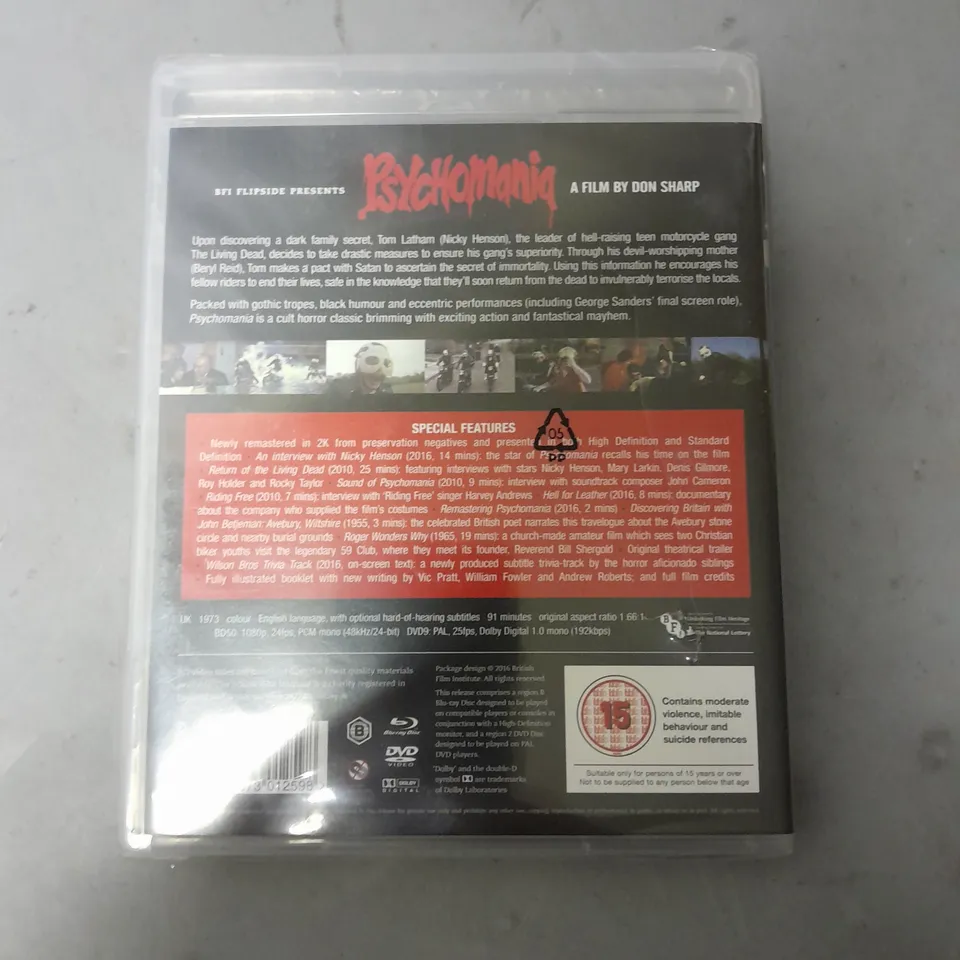 BFI FLIPSIDE PRESENTS
PSYCHOMANIA
A FILM BY DON SHARP
Upon discovering a dark family secret, Tom Latham (Nicky Henson), the leader of hell-raising teen motorcycle gang
The Living Dead, decides to take drastic measures to ensure his gang's superiority. Through his devil-worshipping mother
(Beryl Reid), Tom makes a pact with Satan to ascertain the secret of immortality. Using this information he encourages his
fellow riders to end their lives, safe in the knowledge that they'll soon return from the dead to invulnerably terrorise the locals.
Packed with gothic tropes, black humour and eccentric performances (including George Sanders' final screen role),
Psychomania is a cult horror classic brimming with exciting action and fantastical mayhem.
SPECIAL FEATURES
05
PP
· Newly remastered in 2K from preservation negatives and presented in both High Definition and Standard
Definition · An interview with Nicky Henson (2016, 14 mins): the star of Psychomania recalls his time on the film
· Return of the Living Dead (2010, 25 mins): featuring interviews with stars Nicky Henson, Mary Larkin, Denis Gilmore,
Roy Holder and Rocky Taylor · Sound of Psychomania (2010, 9 mins): interview with soundtrack composer John Cameron
· Riding Free (2010, 7 mins): interview with 'Riding Free' singer Harvey Andrews · Hell for Leather (2016, 8 mins): documentary
about the company who supplied the film's costumes · Remastering Psychomania (2016, 2 mins) · Discovering Britain with
John Betjeman: Avebury, Wiltshire (1955, 3 mins): the celebrated British poet narrates this travelogue about the Avebury stone
circle and nearby burial grounds · Roger Wonders Why (1965, 19 mins): a church-made amateur film which sees two Christian
biker youths visit the legendary 59 Club, where they meet its founder, Reverend Bill Shergold · Original theatrical trailer
· Wilson Bros Trivia Track (2016, on-screen text): a newly produced subtitle trivia-track by the horror aficionado siblings
· Fully illustrated booklet with new writing by Vic Pratt, William Fowler and Andrew Roberts; and full film credits
UK 1973 colour English language, with optional hard-of-hearing subtitles 91 minutes original aspect ratio 1.66:1
BD50: 1080p, 24fps, PCM mono (48kHz/24-bit) DVD9: PAL, 25fps, Dolby Digital 1.0 mono (192kbps)
BFI
Film Heritage
The National Lottery
finest quality materials
registered in
Package design © 2016 British
Film Institute. All rights reserved
This release comprises a region B
Blu-ray Disc designed to be played
on compatible players or consoles in
conjunction with a High-Definition
monitor, and a region 2 DVD Disc
designed to be played on PAL
DVD players.
'Dolby' and the double-D
symbol are trademarks
of Dolby Laboratories
B
Blu-ray Disc
DVD
VIDEO
DOLBY
DIGITAL
15
Contains moderate
violence, imitable
behaviour and
suicide references
Suitable only for persons of 15 years or over
Not to be supplied to any person below that age